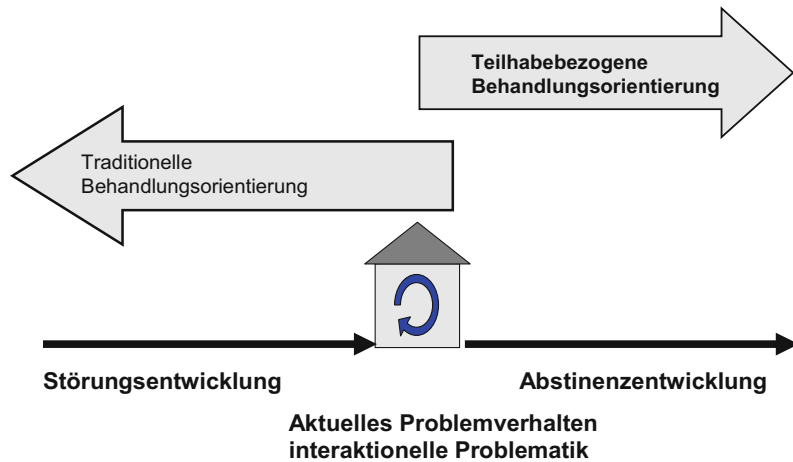 Teilhabebezogene
Behandlungsorientierung
Traditionelle
Behandlungsorientierung
Störungsentwicklung
Abstinenzentwicklung
Aktuelles Problemverhalten
interaktionelle Problematik